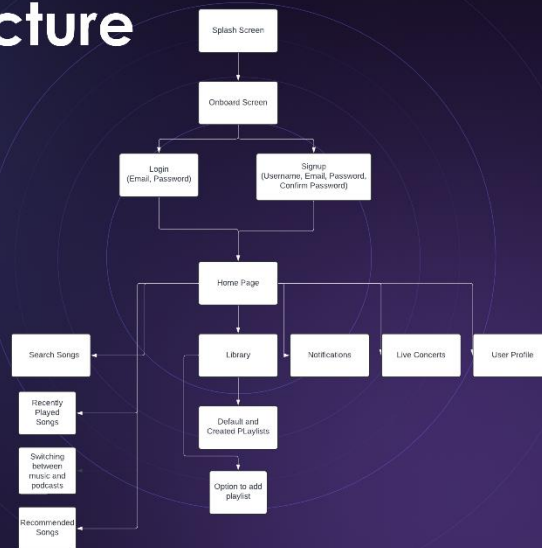 cture
Splash Screen
Onboard Screen
Login
(Email, Password)
Signup
(Username, Email, Password,
Confirm Password)
Home Page
Search Songs
Library
Notifications
Live Concerts
User Profile
Recently
Played
Songs
Default and
Created PLaylists
Switching
between
music and
podcasts
Option to add
playlist
Recommended
Songs